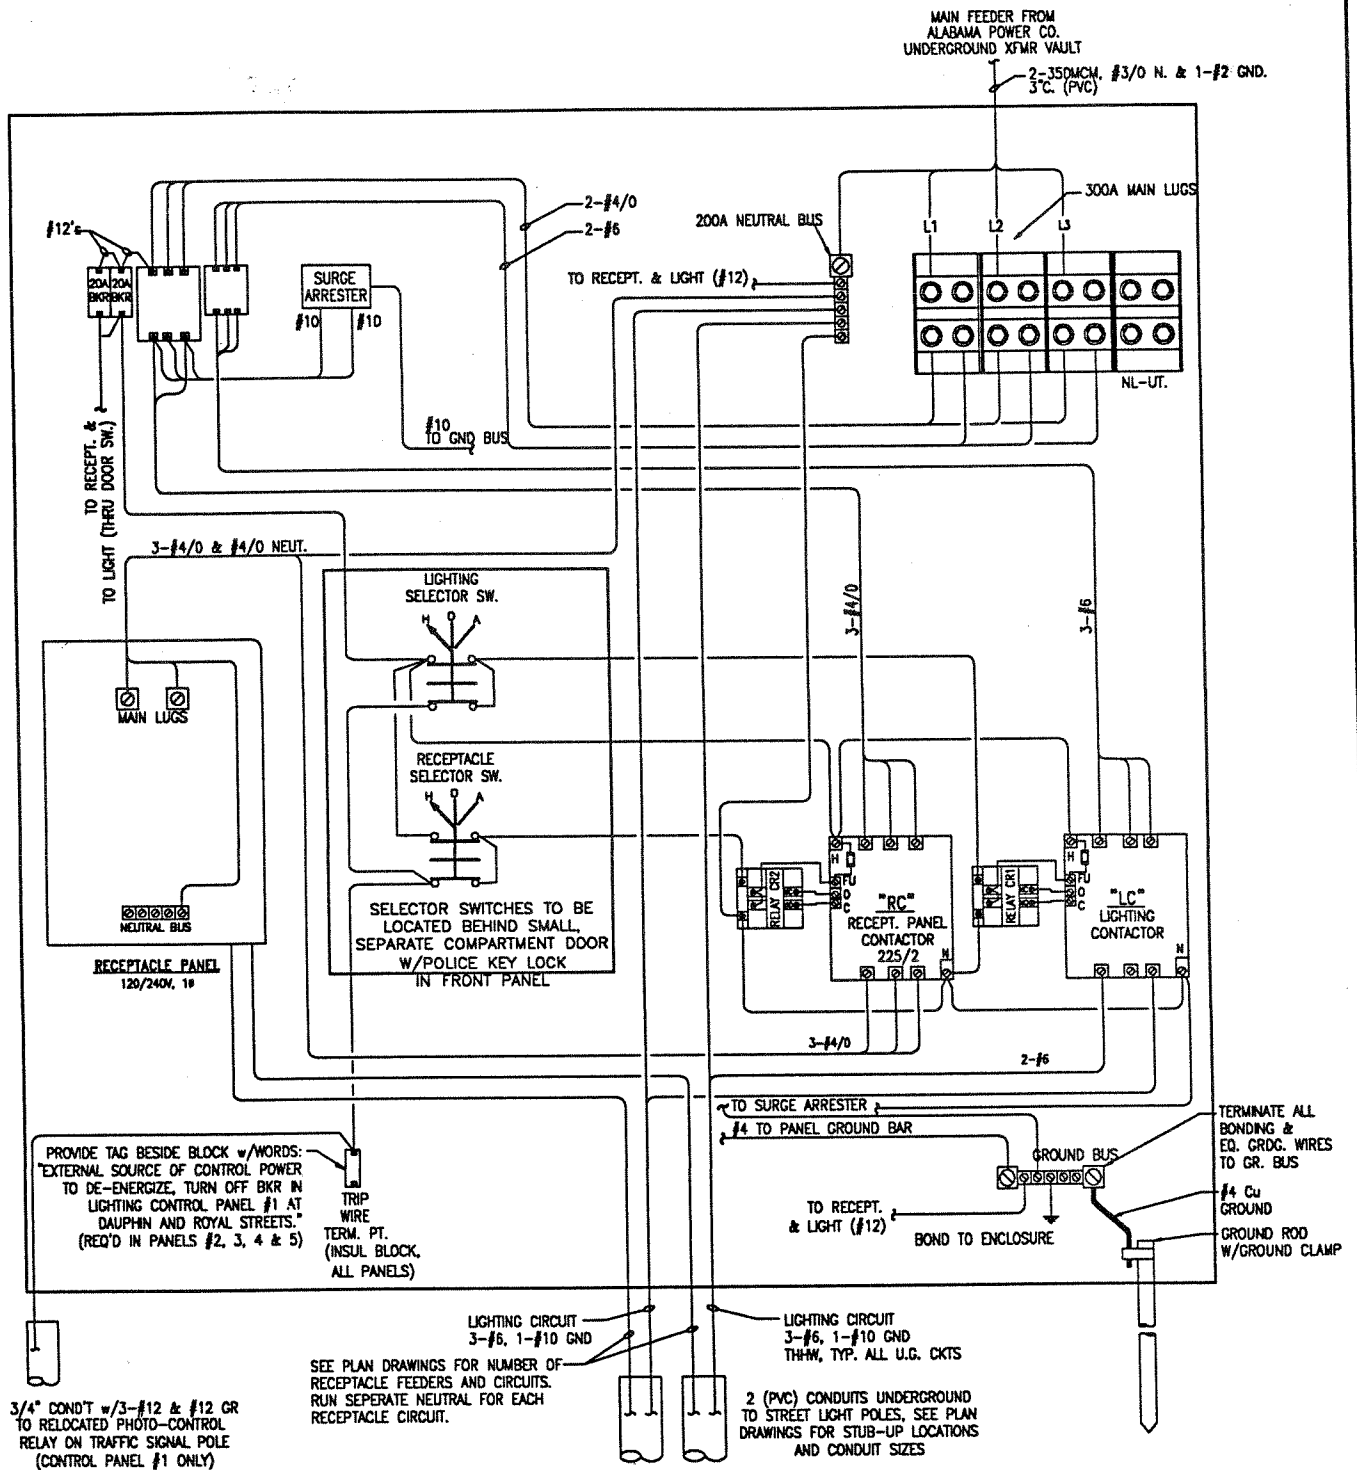 MAIN FEEDER FROM
ALABAMA POWER CO.
UNDERGROUND XFMR VAULT
2-350MCM, #3/0 N. & 1-#2 GND.
3"C. (PVC)
300A MAIN LUGS
200A NEUTRAL BUS
L1
L2
L3
NL-UT.
2-#4/0
2-#6
#12's
20A
BKR
20A
BKR
SURGE
ARRESTER
#10
#10
TO RECEPT. & LIGHT (#12)
#10
TO GND BUS
TO RECEPT. &
TO LIGHT (THRU DOOR SW.)
3-#4/0 & #4/0 NEUT.
3-#4/0
3-#6
LIGHTING
SELECTOR SW.
H
O
A
RECEPTACLE
SELECTOR SW.
H
O
A
SELECTOR SWITCHES TO BE
LOCATED BEHIND SMALL,
SEPARATE COMPARTMENT DOOR
W/POLICE KEY LOCK
IN FRONT PANEL
MAIN LUGS
NEUTRAL BUS
RECEPTACLE PANEL
120/240V, 1ø
RELAY CR2
H
FU
O
C
"RC"
RECEPT. PANEL
CONTACTOR
225/2
N
RELAY CR1
H
FU
O
C
"LC"
LIGHTING
CONTACTOR
N
3-#4/0
2-#6
TO SURGE ARRESTER
#4 TO PANEL GROUND BAR
GROUND BUS
TERMINATE ALL
BONDING &
EQ. GRDG. WIRES
TO GR. BUS
#4 Cu
GROUND
GROUND ROD
W/GROUND CLAMP
TO RECEPT.
& LIGHT (#12)
BOND TO ENCLOSURE
PROVIDE TAG BESIDE BLOCK w/WORDS:
"EXTERNAL SOURCE OF CONTROL POWER
TO DE-ENERGIZE, TURN OFF BKR IN
LIGHTING CONTROL PANEL #1 AT
DAUPHIN AND ROYAL STREETS."
(REQ'D IN PANELS #2, 3, 4 & 5)
TRIP
WIRE
TERM. PT.
(INSUL BLOCK,
ALL PANELS)
LIGHTING CIRCUIT
3-#6, 1-#10 GND
SEE PLAN DRAWINGS FOR NUMBER OF
RECEPTACLE FEEDERS AND CIRCUITS.
RUN SEPERATE NEUTRAL FOR EACH
RECEPTACLE CIRCUIT.
LIGHTING CIRCUIT
3-#6, 1-#10 GND
THHW, TYP. ALL U.G. CKTS
2 (PVC) CONDUITS UNDERGROUND
TO STREET LIGHT POLES, SEE PLAN
DRAWINGS FOR STUB-UP LOCATIONS
AND CONDUIT SIZES
3/4" COND'T w/3-#12 & #12 GR
TO RELOCATED PHOTO-CONTROL
RELAY ON TRAFFIC SIGNAL POLE
(CONTROL PANEL #1 ONLY)